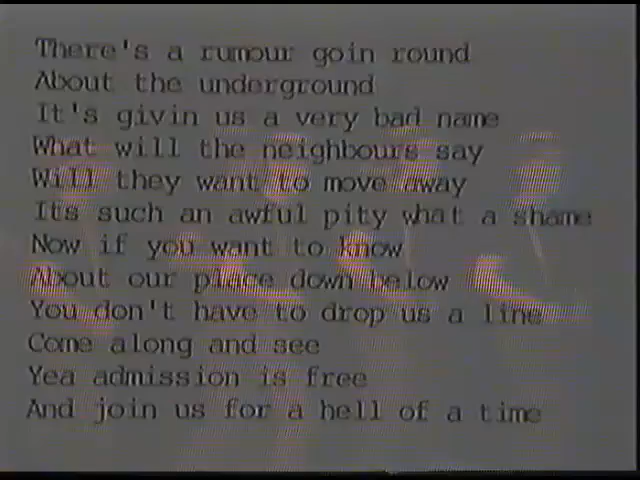 There's a rumour goin round
About the underground
It's givin us a very bad name
What will the neighbours say
Will they want to move away
Its such an awful pity what a shame
Now if you want to know
About our place down below
You don't have to drop us a line
Come along and see
Yea admission is free
And join us for a hell of a time